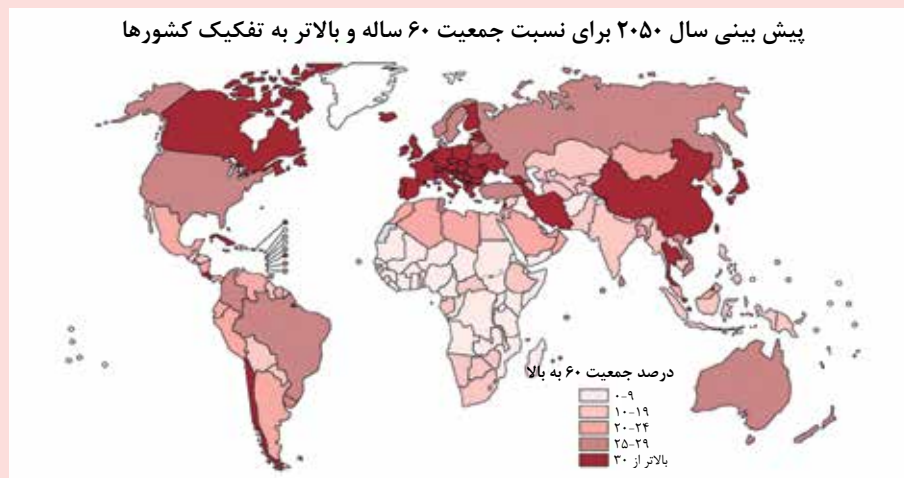 پیش بینی سال ۲۰۵۰ برای نسبت جمعیت ۶۰ ساله و بالاتر به تفکیک کشورها
درصد جمعیت ۶۰ به بالا
۰-۹
۱۰-۱۹
۲۰-۲۴
۲۵-۲۹
بالاتر از ۳۰